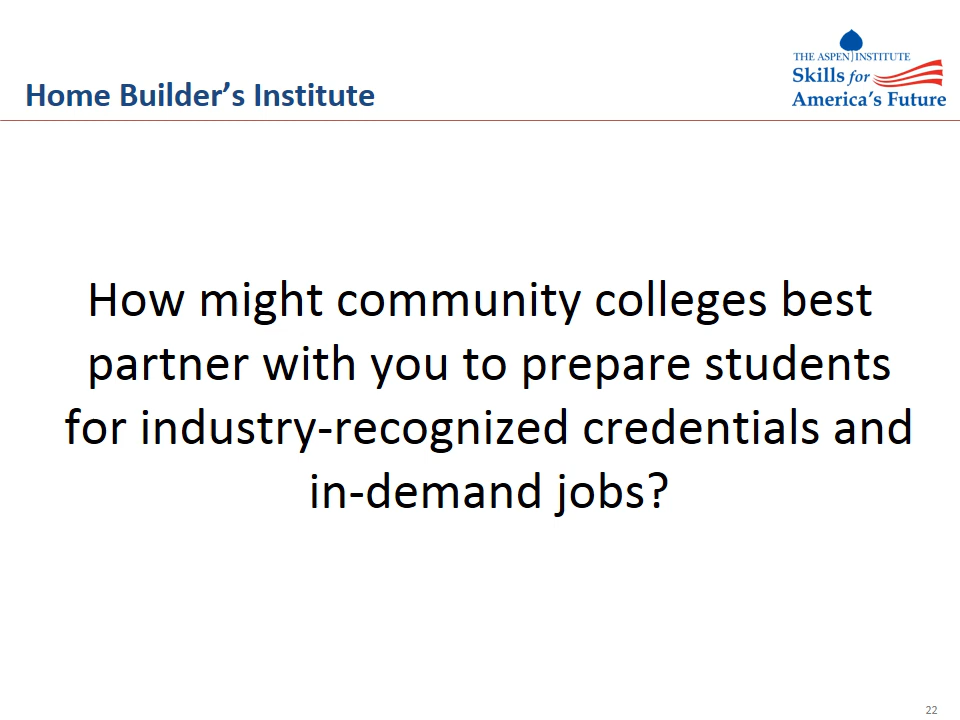 THE ASPEN INSTITUTE
Skills for
America's Future
Home Builder’s Institute
How might community colleges best
partner with you to prepare students
for industry-recognized credentials and
in-demand jobs?
22